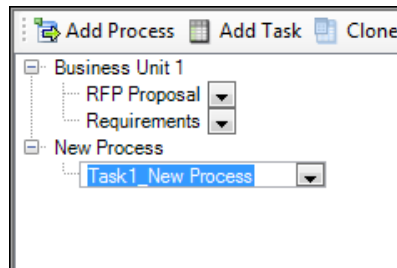 Add Process Add Task Clone
Business Unit 1
RFP Proposal
Requirements
New Process
Task1_New Process